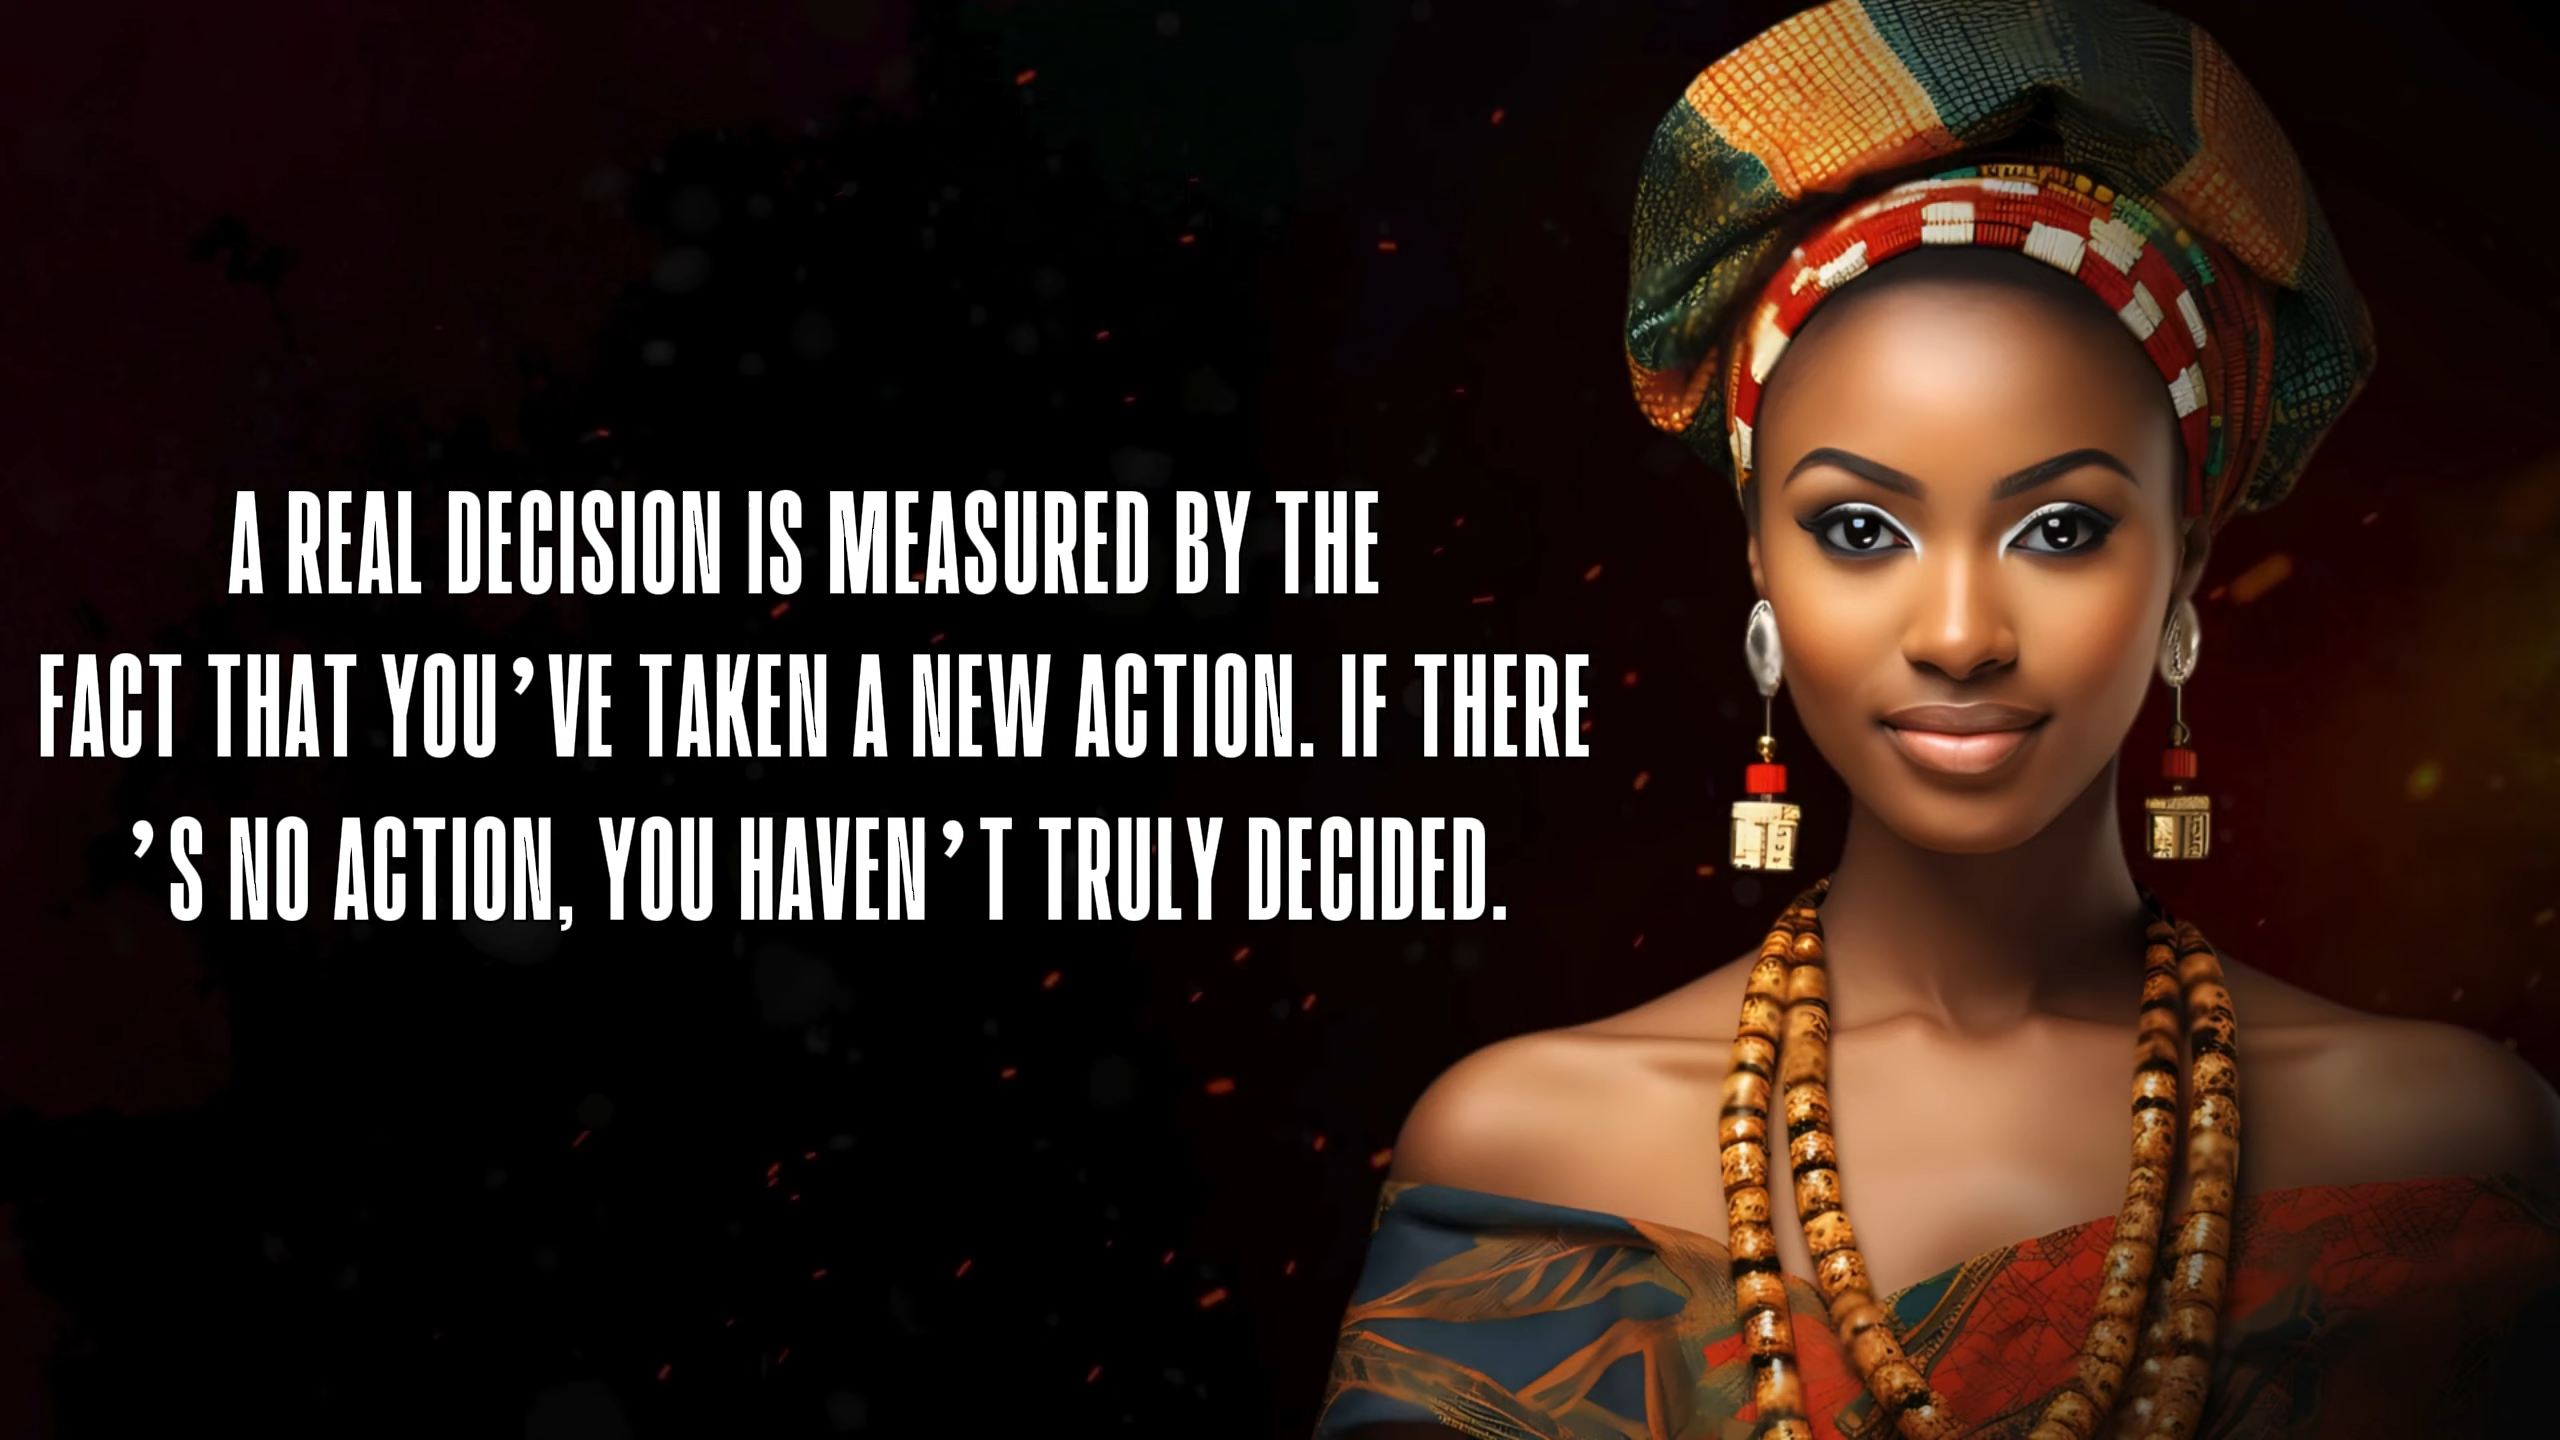 A REAL DECISION IS MEASURED BY THE
FACT THAT YOU’VE TAKEN A NEW ACTION. IF THERE
’S NO ACTION, YOU HAVEN’T TRULY DECIDED.